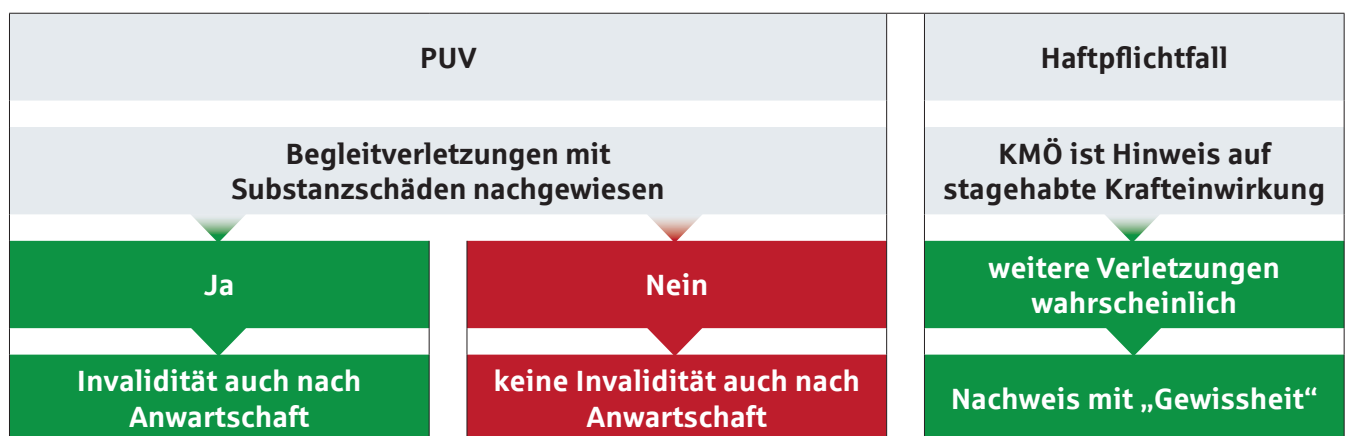 PUV
Begleitverletzungen mit
Substanzschäden nachgewiesen
Ja
Invalidität auch nach
Anwartschaft
Nein
keine Invalidität auch nach
Anwartschaft
Haftpflichtfall
KMÖ ist Hinweis auf
stagehabte Krafteinwirkung
weitere Verletzungen
wahrscheinlich
Nachweis mit „Gewissheit“